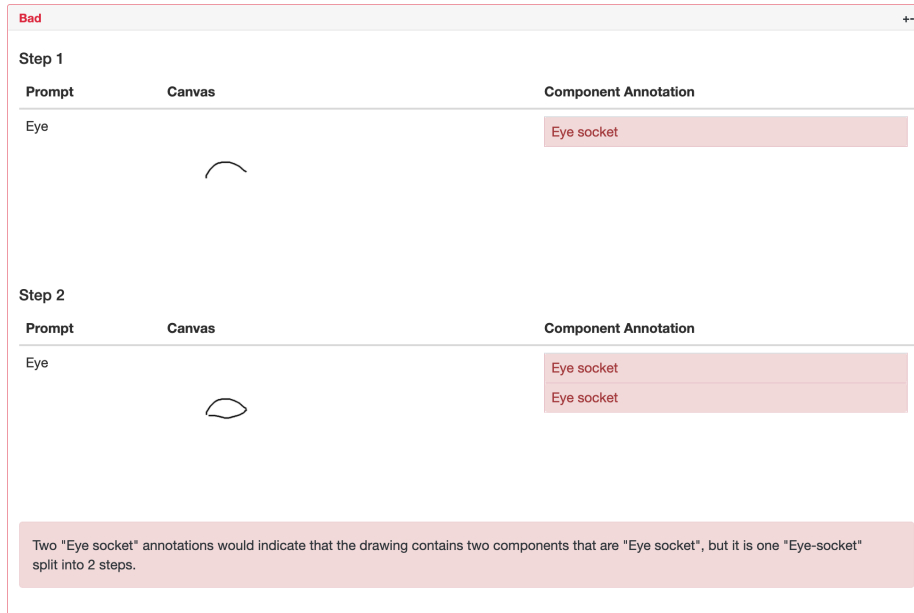 Bad
Step 1
Prompt Canvas Component Annotation
Eye Eye socket
Step 2
Prompt Canvas Component Annotation
Eye Eye socket
Eye socket
Two "Eye socket" annotations would indicate that the drawing contains two components that are "Eye socket", but it is one "Eye-socket"
split into 2 steps.